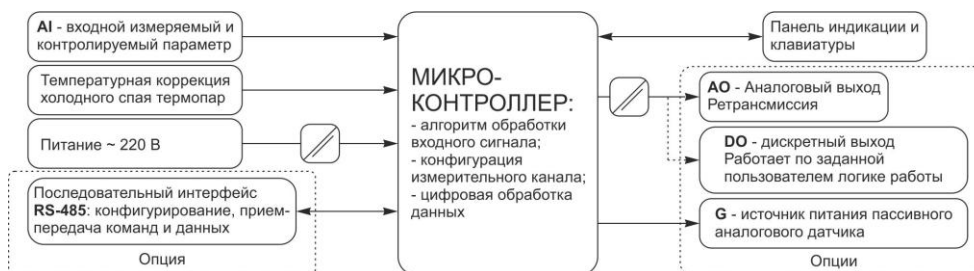 AI - входной измеряемый и
контролируемый параметр
Температурная коррекция
холодного спая термопар
Питание ~ 220 В
Последовательный интерфейс
RS-485: конфигурирование, прием-
передача команд и данных
Опция
МИКРО-
КОНТРОЛЛЕР:
- алгоритм обработки
входного сигнала;
- конфигурация
измерительного канала;
- цифровая обработка
данных
Панель индикации и
клавиатуры
AO - Аналоговый выход
Ретрансмиссия
DO - дискретный выход
Работает по заданной
пользователем логике работы
G - источник питания пассивного
аналогового датчика
Опции